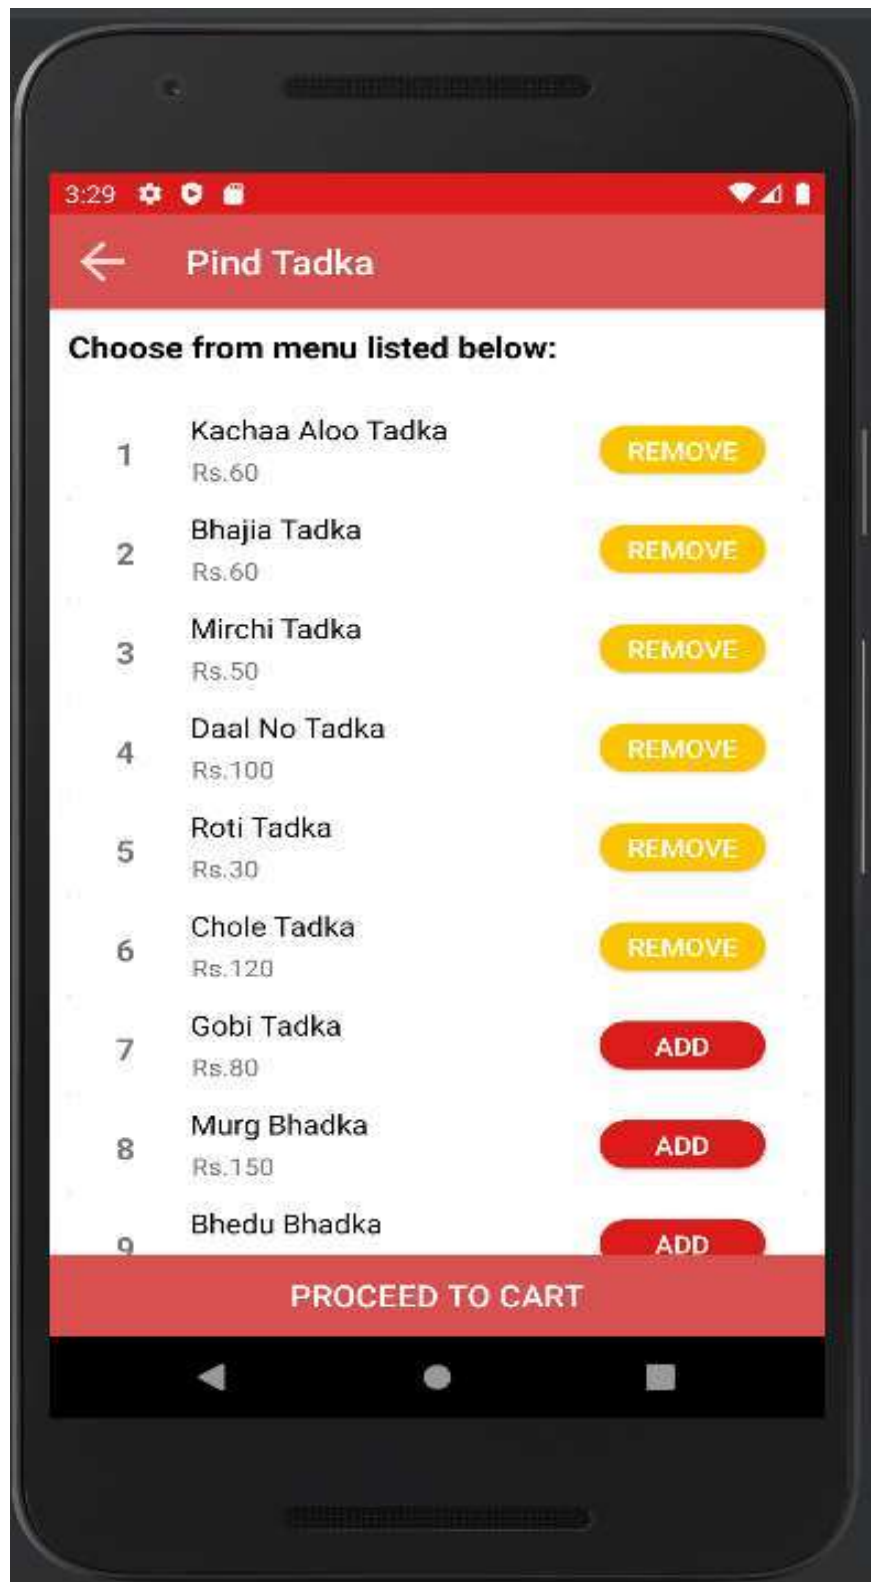 3:29
Pind Tadka
Choose from menu listed below:
1 Kachaa Aloo Tadka REMOVE
Rs.60
2 Bhajia Tadka REMOVE
Rs.60
3 Mirchi Tadka REMOVE
Rs.50
4 Daal No Tadka REMOVE
Rs.100
5 Roti Tadka REMOVE
Rs.30
6 Chole Tadka REMOVE
Rs.120
7 Gobi Tadka ADD
Rs.80
8 Murg Bhadka ADD
Rs.150
9 Bhedu Bhadka ADD
PROCEED TO CART